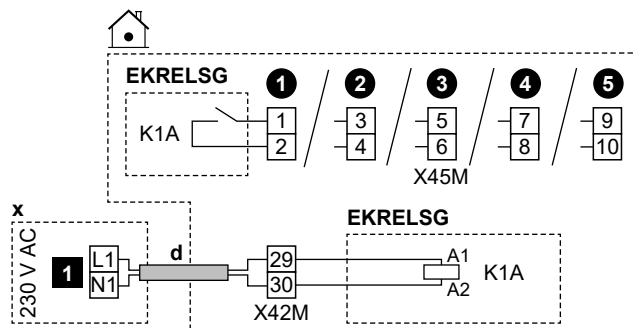 EKRELSG 1 2 3 4 5
K1A 1 3 5 7 9
2 4 6 8 10
X45M
x
EKRELSG
230 V AC
1 L1 d 29 A1
N1 30 A2 K1A
X42M